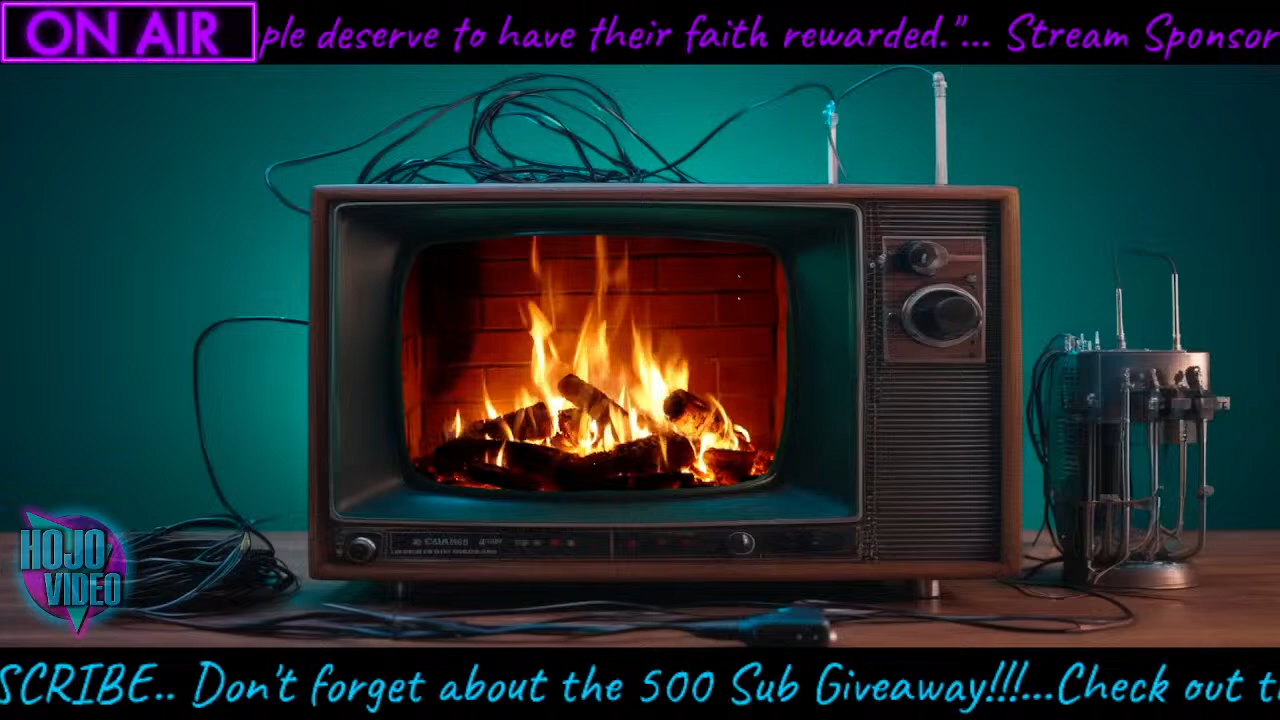 ON AIR
ple deserve to have their faith rewarded."... Stream Sponsor
HOJO
VIDEO
SCRIBE.. Don't forget about the 500 Sub Giveaway!!!...Check out t